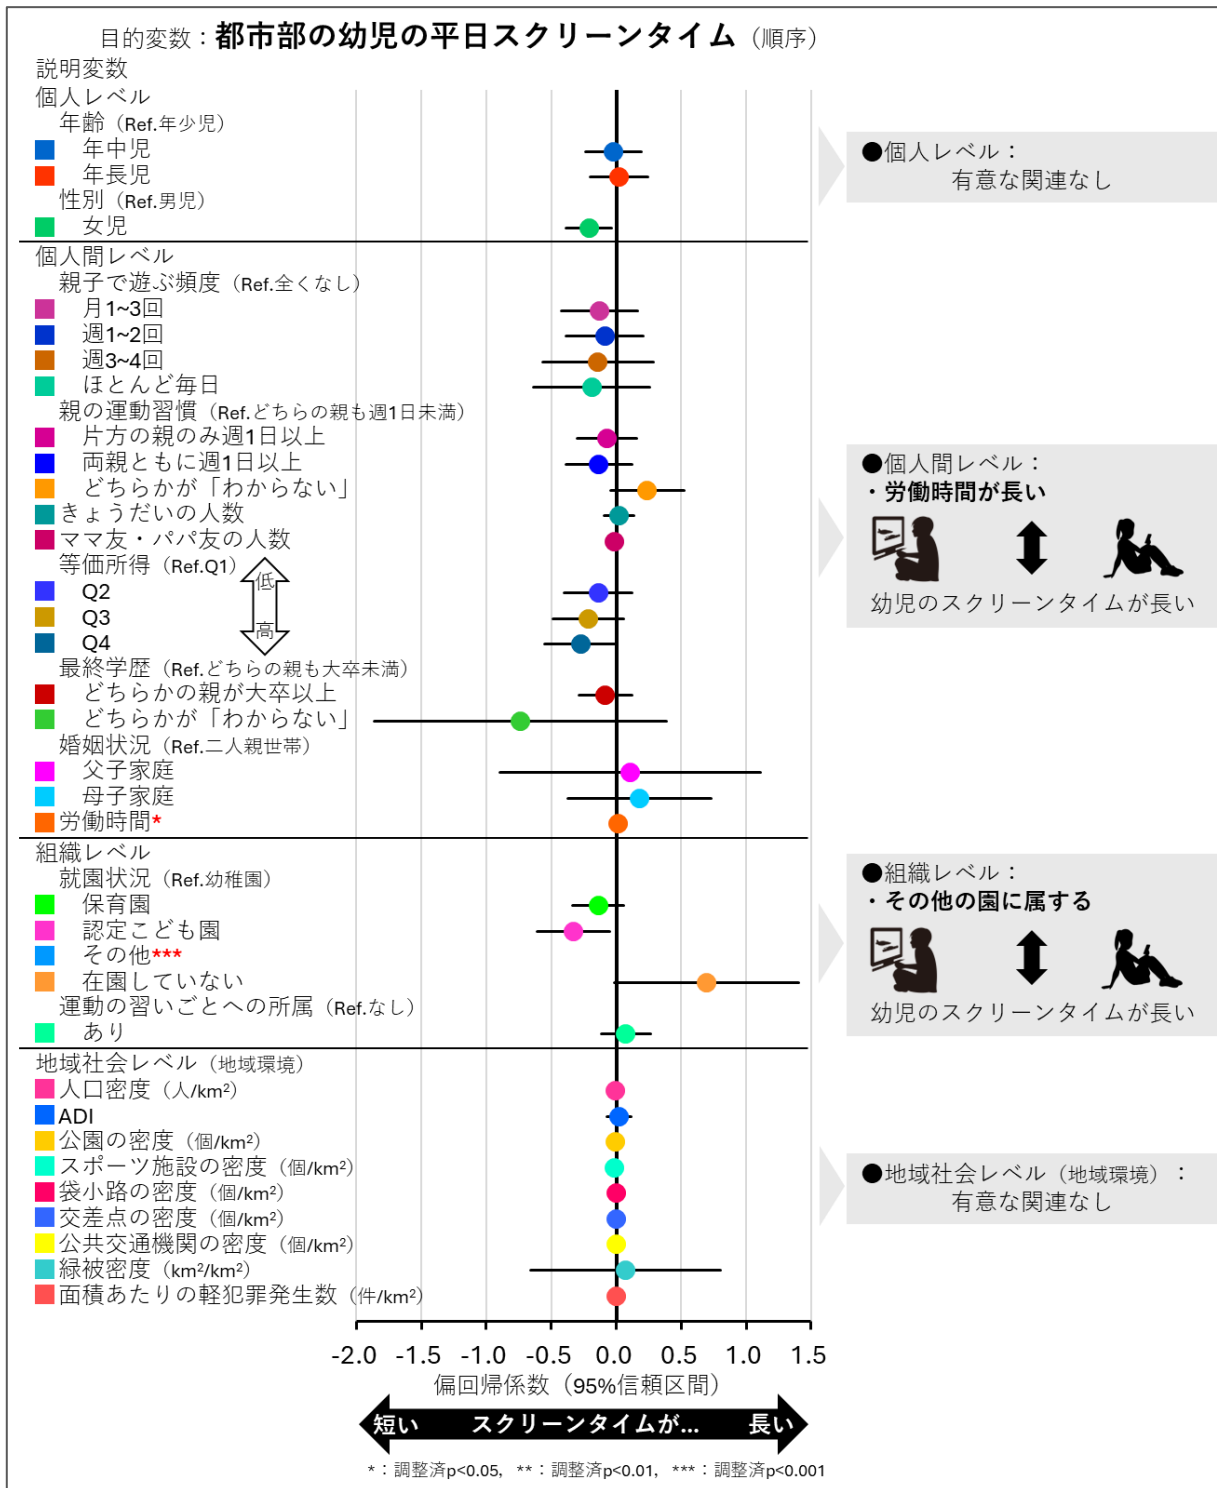 目的変数：都市部の幼児の平日スクリーンタイム（順序）
説明変数
個人レベル
年齢（Ref.年少児）
年中児
年長児
性別（Ref.男児）
女児
●個人レベル：
有意な関連なし
個人間レベル
親子で遊ぶ頻度（Ref.全くなし）
月1~3回
週1~2回
週3~4回
ほとんど毎日
親の運動習慣（Ref.どちらの親も週1日未満）
片方の親のみ週1日以上
両親ともに週1日以上
どちらかが「わからない」
きょうだいの人数
ママ友・パパ友の人数
等価所得（Ref.Q1）
低
Q2
Q3
高
Q4
最終学歴（Ref.どちらの親も大卒未満）
どちらかの親が大卒以上
どちらかが「わからない」
婚姻状況（Ref.二人親世帯）
父子家庭
母子家庭
労働時間*
●個人間レベル：
・労働時間が長い
幼児のスクリーンタイムが長い
組織レベル
就園状況（Ref.幼稚園）
保育園
認定こども園
その他***
在園していない
運動の習いごとへの所属（Ref.なし）
あり
●組織レベル：
・その他の園に属する
幼児のスクリーンタイムが長い
地域社会レベル（地域環境）
人口密度（人/km²）
ADI
公園の密度（個/km²）
スポーツ施設の密度（個/km²）
袋小路の密度（個/km²）
交差点の密度（個/km²）
公共交通機関の密度（個/km²）
緑被密度（km²/km²）
面積あたりの軽犯罪発生数（件/km²）
●地域社会レベル（地域環境）：
有意な関連なし
-2.0 -1.5 -1.0 -0.5 0.0 0.5 1.0 1.5
偏回帰係数（95%信頼区間）
短い スクリーンタイムが... 長い
*：調整済p<0.05, **：調整済p<0.01, ***：調整済p<0.001